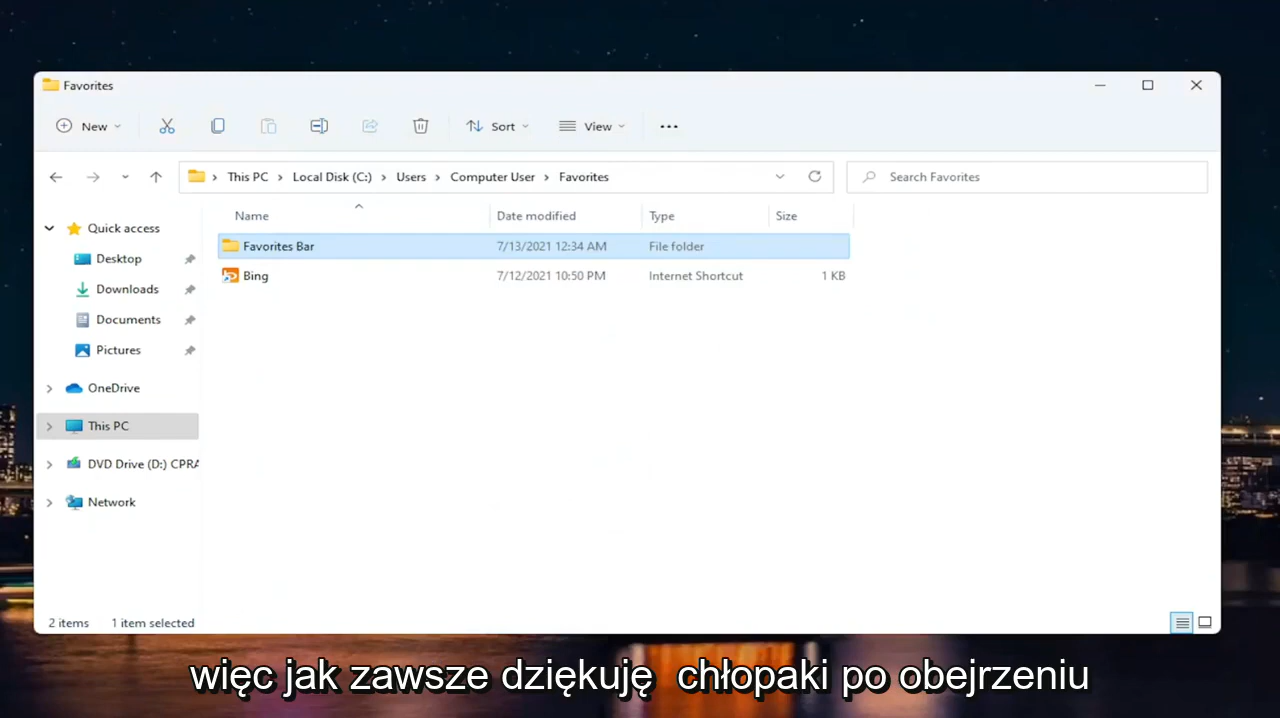 Favorites
New
Sort
View
This PC
Local Disk (C:)
Users
Computer User
Favorites
Search Favorites
Name
Date modified
Type
Size
Quick access
Favorites Bar
7/13/2021 12:34 AM
File folder
Desktop
Bing
7/12/2021 10:50 PM
Internet Shortcut
1 KB
Downloads
Documents
Pictures
OneDrive
This PC
DVD Drive (D:) CPRA
Network
2 items
1 item selected
więc jak zawsze dziękuję chłopaki po obejrzeniu